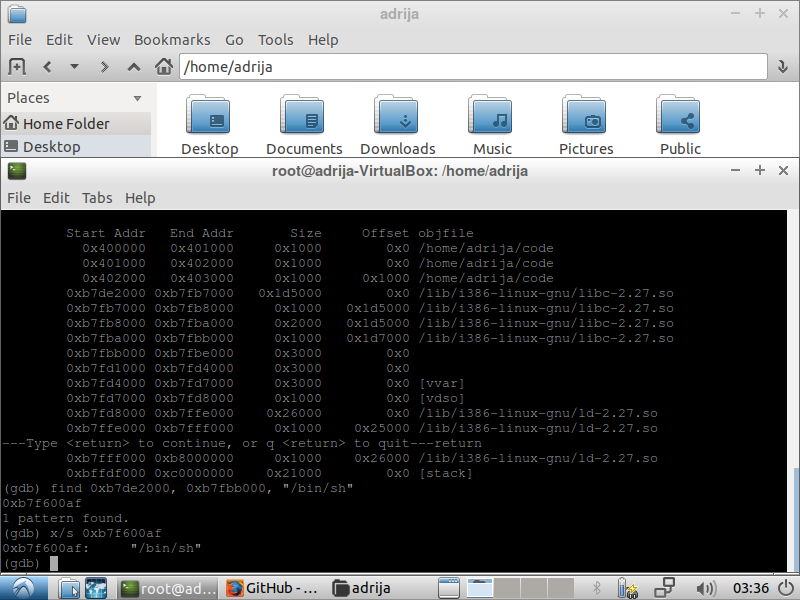 adrija
File Edit View Bookmarks Go Tools Help
/home/adrija
Places
Home Folder
Desktop
Desktop Documents Downloads Music Pictures Public
root@adrija-VirtualBox: /home/adrija
File Edit Tabs Help
Start Addr End Addr Size Offset objfile
0x400000 0x401000 0x1000 0x0 /home/adrija/code
0x401000 0x402000 0x1000 0x0 /home/adrija/code
0x402000 0x403000 0x1000 0x1000 /home/adrija/code
0xb7de2000 0xb7fb7000 0x1d5000 0x0 /lib/i386-linux-gnu/libc-2.27.so
0xb7fb7000 0xb7fb8000 0x1000 0x1d5000 /lib/i386-linux-gnu/libc-2.27.so
0xb7fb8000 0xb7fba000 0x2000 0x1d5000 /lib/i386-linux-gnu/libc-2.27.so
0xb7fba000 0xb7fbb000 0x1000 0x1d7000 /lib/i386-linux-gnu/libc-2.27.so
0xb7fbb000 0xb7fbe000 0x3000 0x0
0xb7fd1000 0xb7fd4000 0x3000 0x0
0xb7fd4000 0xb7fd7000 0x3000 0x0 [vvar]
0xb7fd7000 0xb7fd8000 0x1000 0x0 [vdso]
0xb7fd8000 0xb7ffe000 0x26000 0x0 /lib/i386-linux-gnu/ld-2.27.so
0xb7ffe000 0xb7fff000 0x1000 0x25000 /lib/i386-linux-gnu/ld-2.27.so
---Type <return> to continue, or q <return> to quit---return
0xb7fff000 0xb8000000 0x1000 0x26000 /lib/i386-linux-gnu/ld-2.27.so
0xbffdf000 0xc0000000 0x21000 0x0 [stack]
(gdb) find 0xb7de2000, 0xb7fbb000, "/bin/sh"
0xb7f600af
1 pattern found.
(gdb) x/s 0xb7f600af
0xb7f600af: "/bin/sh"
(gdb)
root@ad... GitHub - ... adrija 03:36